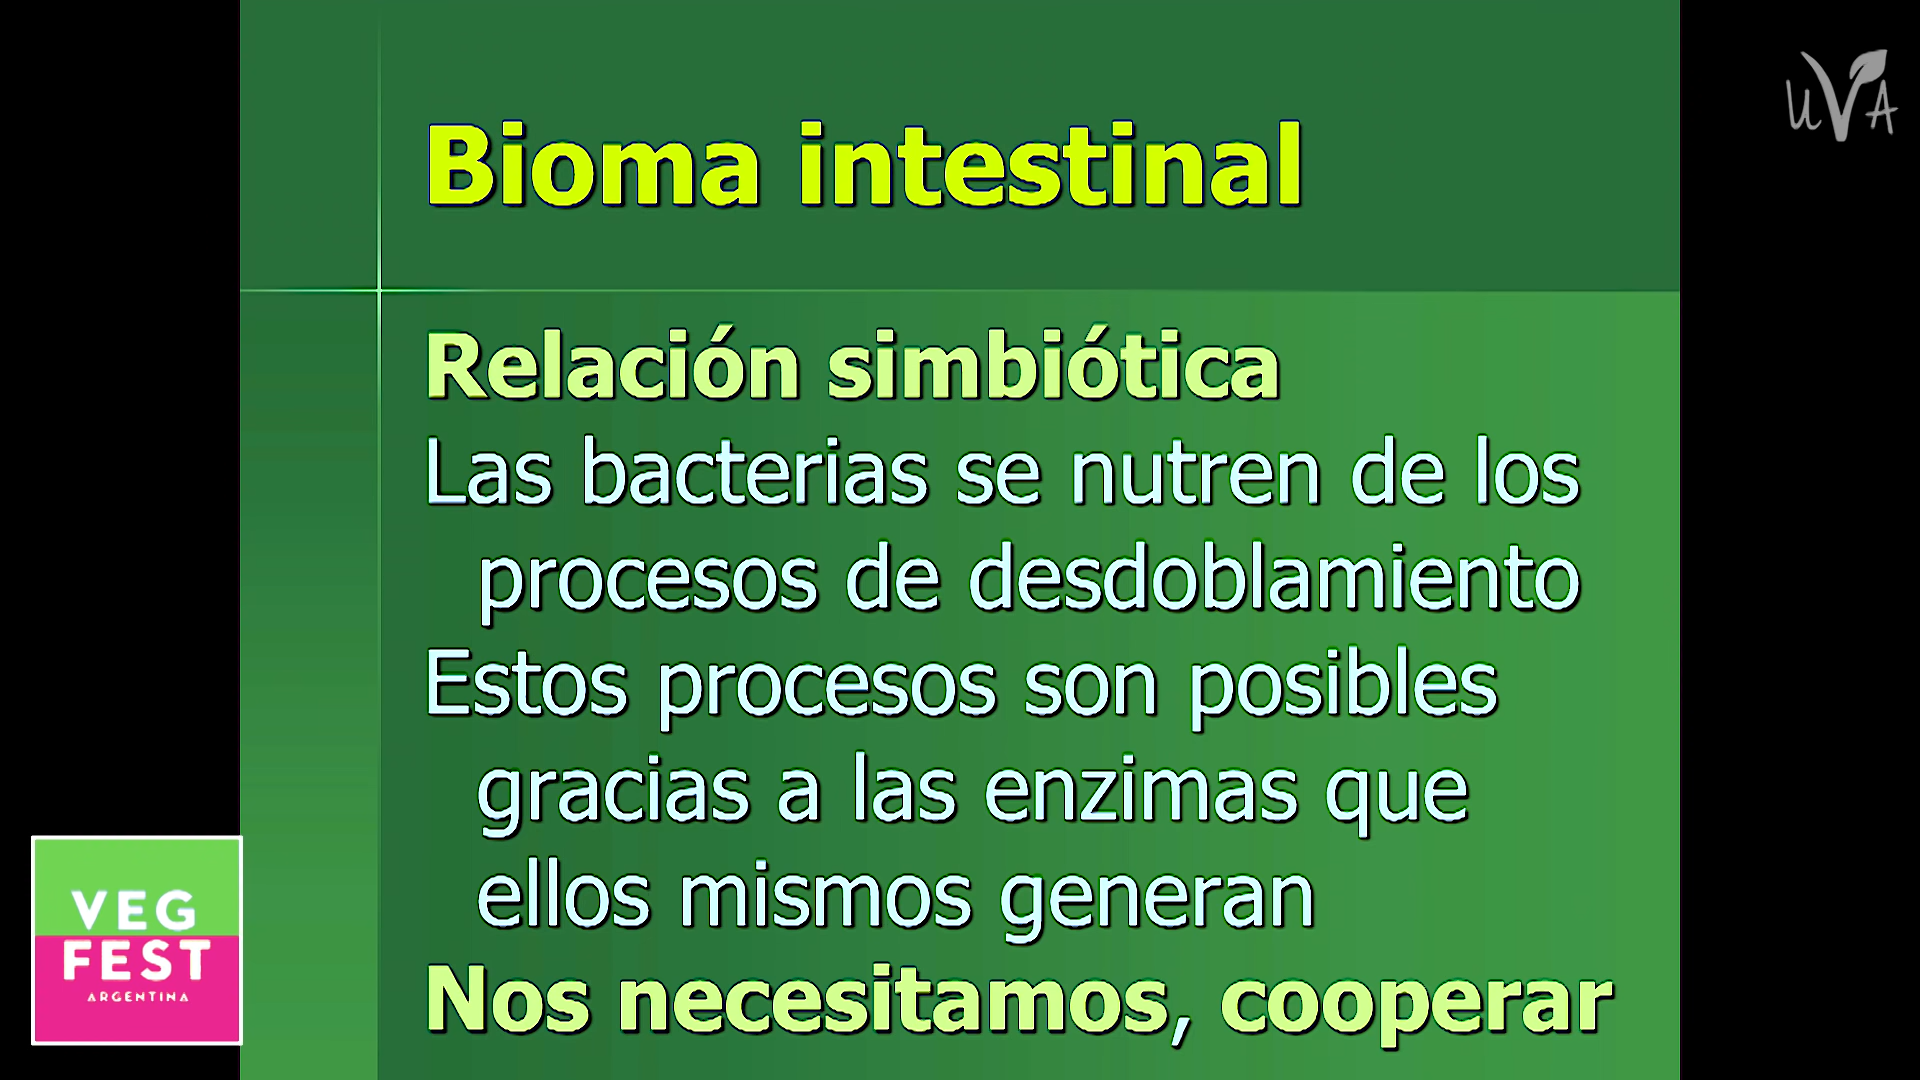 Bioma intestinal
Relación simbiótica
Las bacterias se nutren de los
procesos de desdoblamiento
Estos procesos son posibles
gracias a las enzimas que
ellos mismos generan
Nos necesitamos, cooperar
UVA
VEG
FEST
ARGENTINA